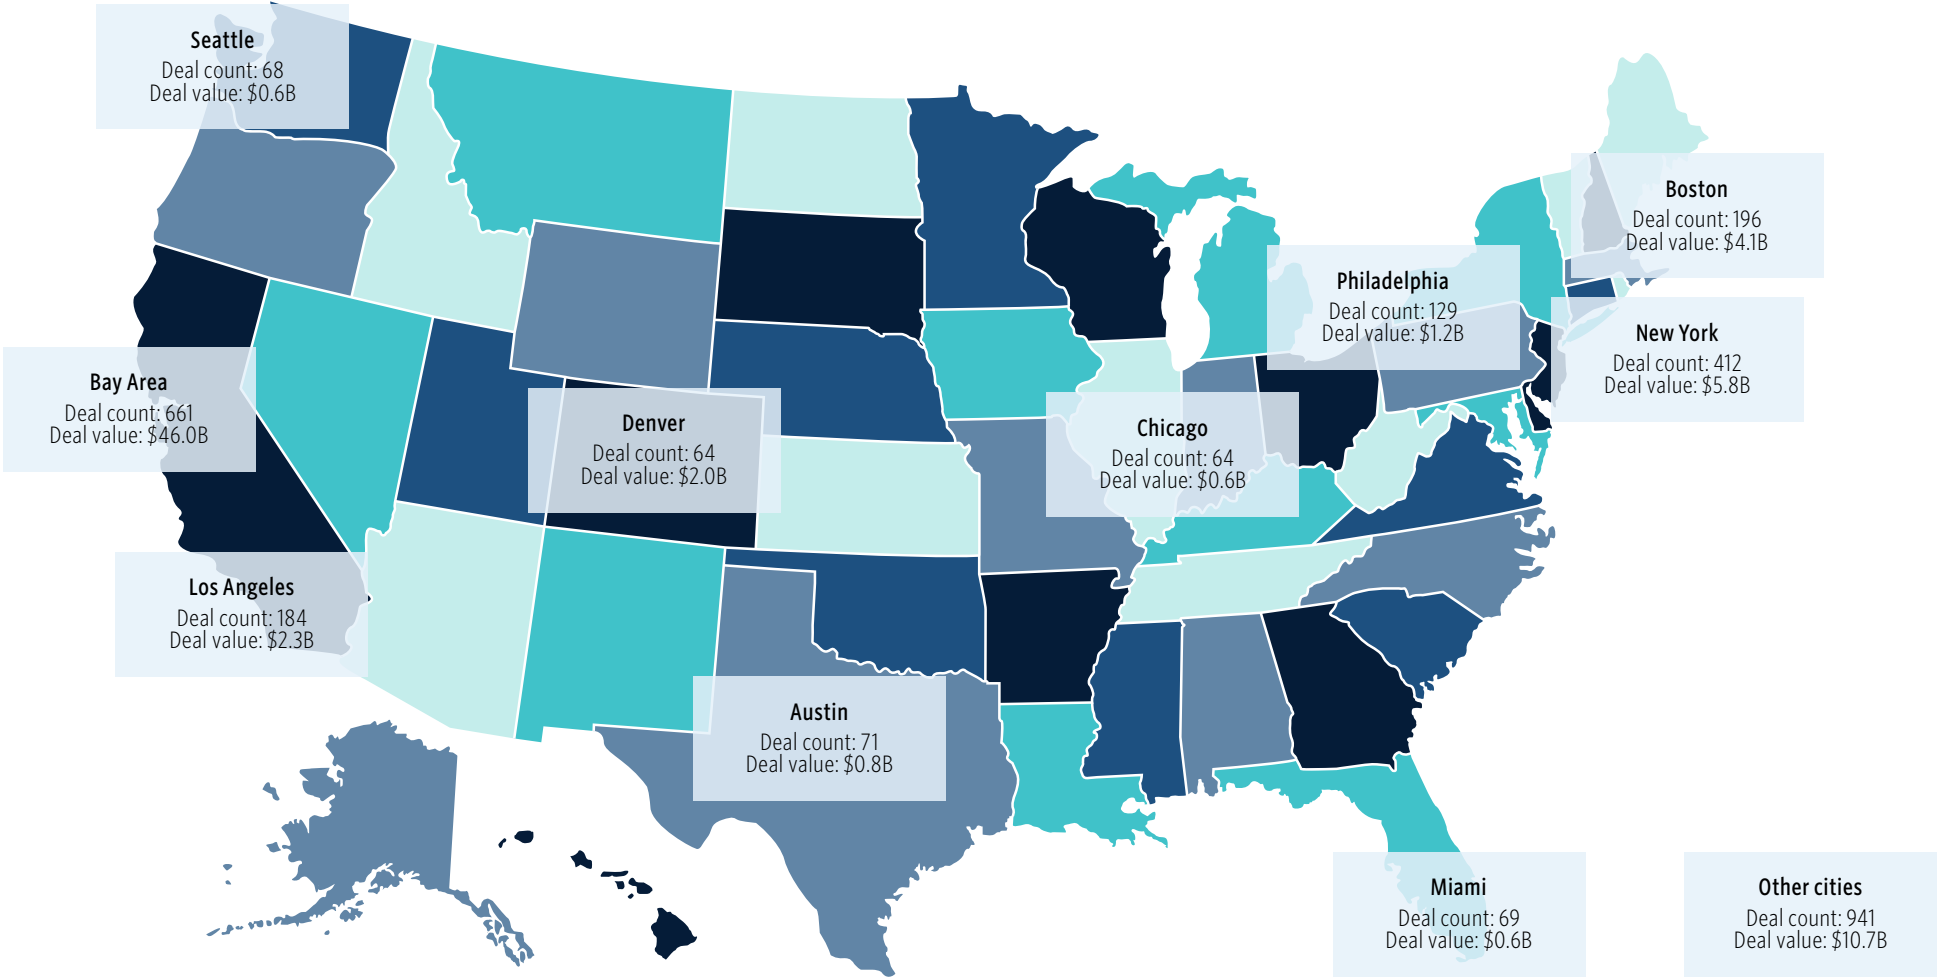 Seattle
Deal count: 68
Deal value: $0.6B
Boston
Deal count: 196
Deal value: $4.1B
Philadelphia
Deal count: 129
Deal value: $1.2B
New York
Deal count: 412
Deal value: $5.8B
Bay Area
Deal count: 661
Deal value: $46.0B
Denver
Deal count: 64
Deal value: $2.0B
Chicago
Deal count: 64
Deal value: $0.6B
Los Angeles
Deal count: 184
Deal value: $2.3B
Austin
Deal count: 71
Deal value: $0.8B
Miami
Deal count: 69
Deal value: $0.6B
Other cities
Deal count: 941
Deal value: $10.7B